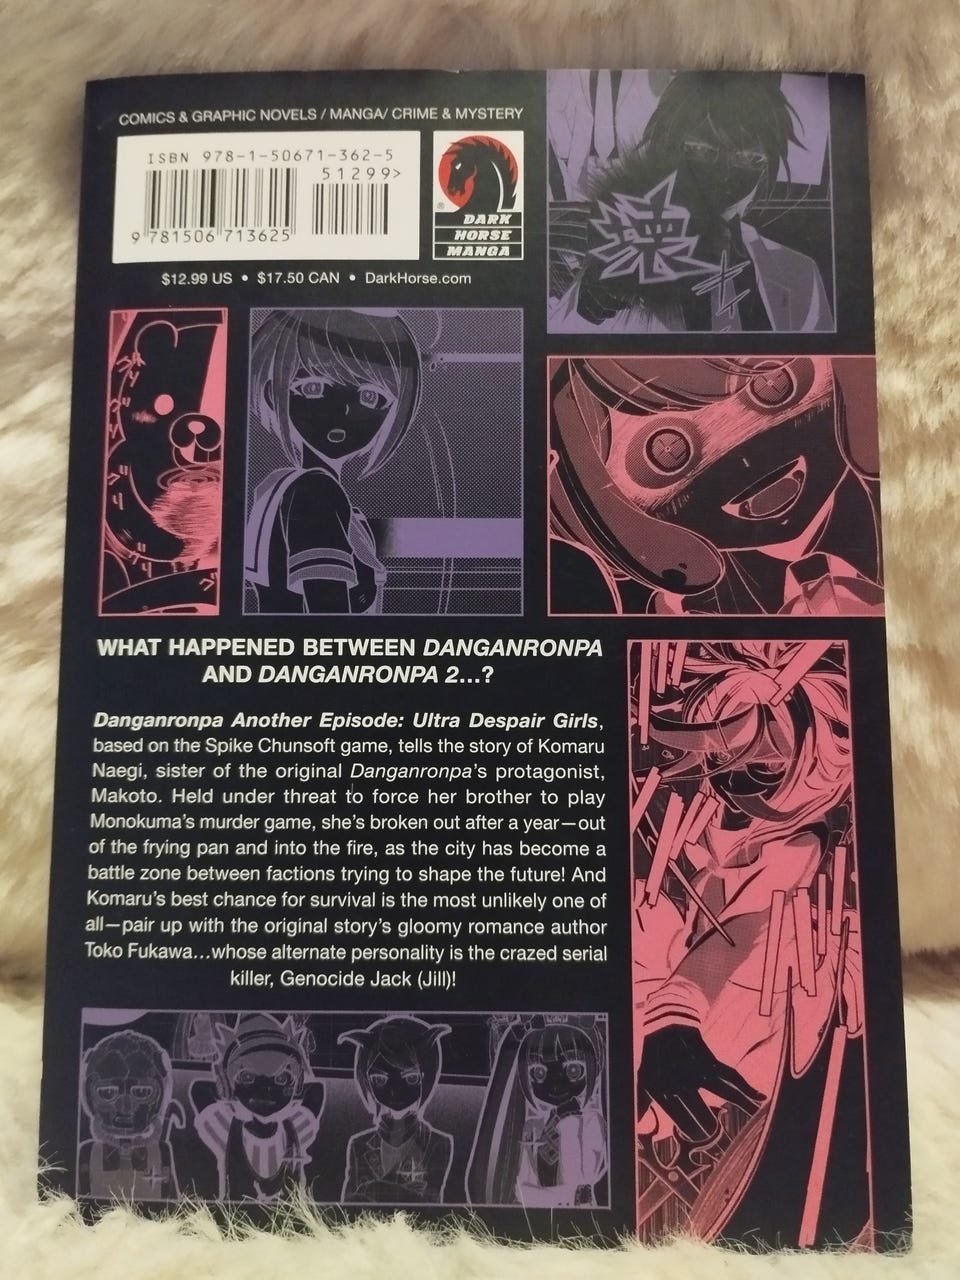 COMICS & GRAPHIC NOVELS / MANGA/ CRIME & MYSTERY
ISBN 978-1-50671-362-5
51299>
9 781506 713625
®
DARK
HORSE
MANGA
$12.99 US • $17.50 CAN • DarkHorse.com
WHAT HAPPENED BETWEEN DANGANRONPA
AND DANGANRONPA 2...?
Danganronpa Another Episode: Ultra Despair Girls,
based on the Spike Chunsoft game, tells the story of Komaru
Naegi, sister of the original Danganronpa's protagonist,
Makoto. Held under threat to force her brother to play
Monokuma's murder game, she's broken out after a year—out
of the frying pan and into the fire, as the city has become a
battle zone between factions trying to shape the future! And
Komaru's best chance for survival is the most unlikely one of
all—pair up with the original story's gloomy romance author
Toko Fukawa...whose alternate personality is the crazed serial
killer, Genocide Jack (Jill)!